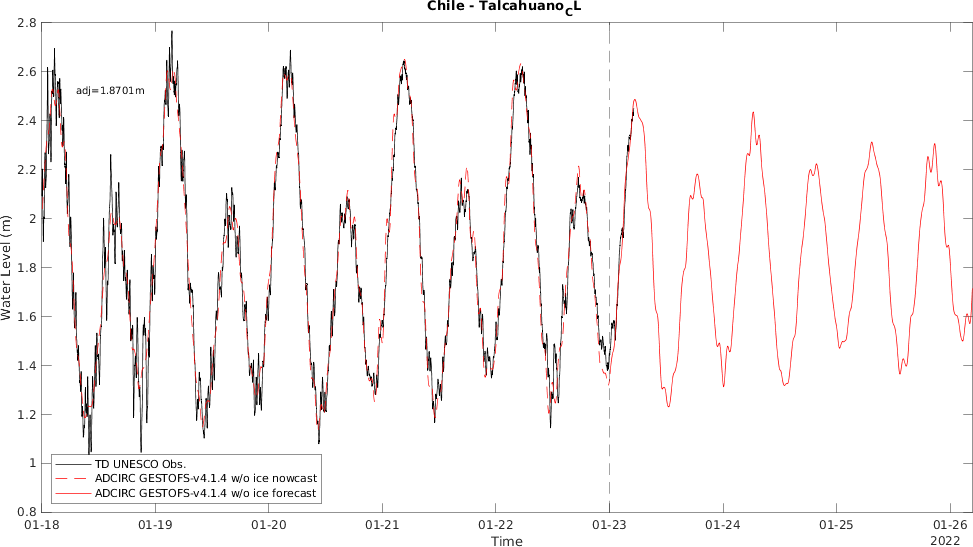 Chile - Talcahuano_CL
2.8
2.6
adj=1.8701m
2.4
2.2
2
1.8
1.6
1.4
1.2
1
0.8
Water Level (m)
TD UNESCO Obs.
ADCIRC GESTOFS-v4.1.4 w/o ice nowcast
ADCIRC GESTOFS-v4.1.4 w/o ice forecast
01-18 01-19 01-20 01-21 01-22 01-23 01-24 01-25 01-26
Time 2022